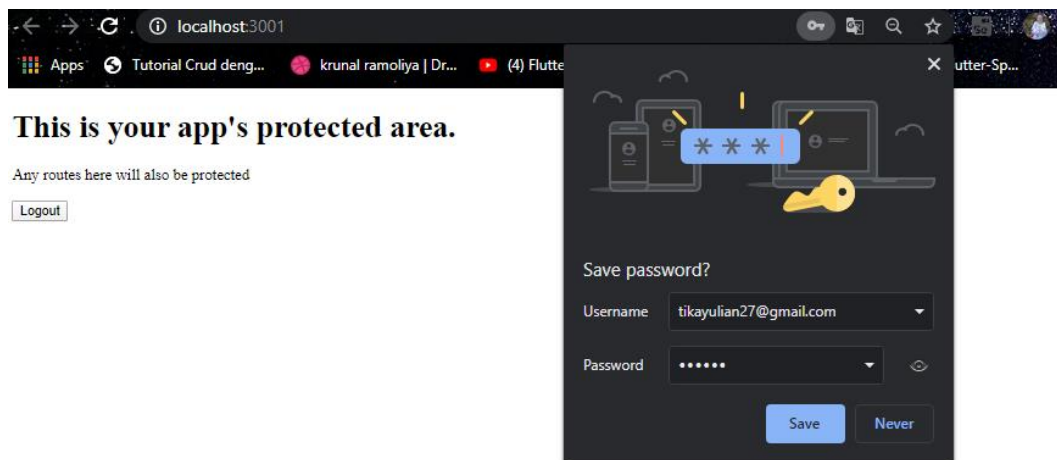 localhost:3001
Apps Tutorial Crud deng... krunal ramoliya | Dr... (4) Flutte utter-Sp...
This is your app's protected area.
Any routes here will also be protected
Logout
* * *
Save password?
Username tikayulian27@gmail.com
Password ••••••
Save Never